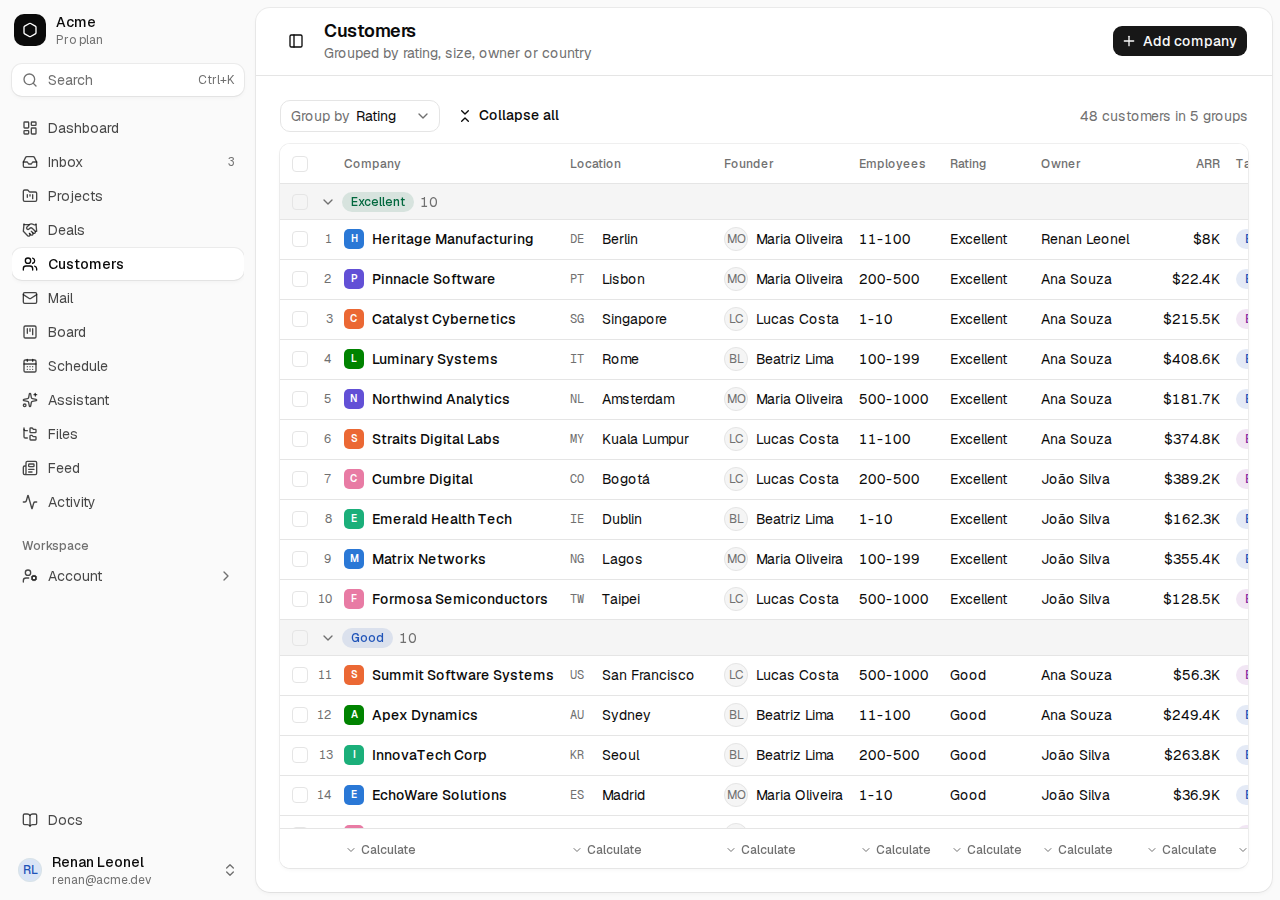 Acme
Pro plan
Search Ctrl+K
Dashboard
Inbox 3
Projects
Deals
Customers
Mail
Board
Schedule
Assistant
Files
Feed
Activity
Workspace
Account
Docs
RL Renan Leonel
renan@acme.dev
Customers
Grouped by rating, size, owner or country
Add company
Group by Rating Collapse all 48 customers in 5 groups
Company Location Founder Employees Rating Owner ARR
Excellent 10
1 H Heritage Manufacturing DE Berlin MO Maria Oliveira 11-100 Excellent Renan Leonel $8K
2 P Pinnacle Software PT Lisbon MO Maria Oliveira 200-500 Excellent Ana Souza $22.4K
3 C Catalyst Cybernetics SG Singapore LC Lucas Costa 1-10 Excellent Ana Souza $215.5K
4 L Luminary Systems IT Rome BL Beatriz Lima 100-199 Excellent Ana Souza $408.6K
5 N Northwind Analytics NL Amsterdam MO Maria Oliveira 500-1000 Excellent Ana Souza $181.7K
6 S Straits Digital Labs MY Kuala Lumpur LC Lucas Costa 11-100 Excellent Ana Souza $374.8K
7 C Cumbre Digital CO Bogotá LC Lucas Costa 200-500 Excellent João Silva $389.2K
8 E Emerald Health Tech IE Dublin BL Beatriz Lima 1-10 Excellent João Silva $162.3K
9 M Matrix Networks NG Lagos MO Maria Oliveira 100-199 Excellent João Silva $355.4K
10 F Formosa Semiconductors TW Taipei LC Lucas Costa 500-1000 Excellent João Silva $128.5K
Good 10
11 S Summit Software Systems US San Francisco LC Lucas Costa 500-1000 Good Ana Souza $56.3K
12 A Apex Dynamics AU Sydney BL Beatriz Lima 11-100 Good Ana Souza $249.4K
13 I InnovaTech Corp KR Seoul BL Beatriz Lima 200-500 Good João Silva $263.8K
14 E EchoWare Solutions ES Madrid MO Maria Oliveira 1-10 Good João Silva $36.9K
Calculate Calculate Calculate Calculate Calculate Calculate Calculate